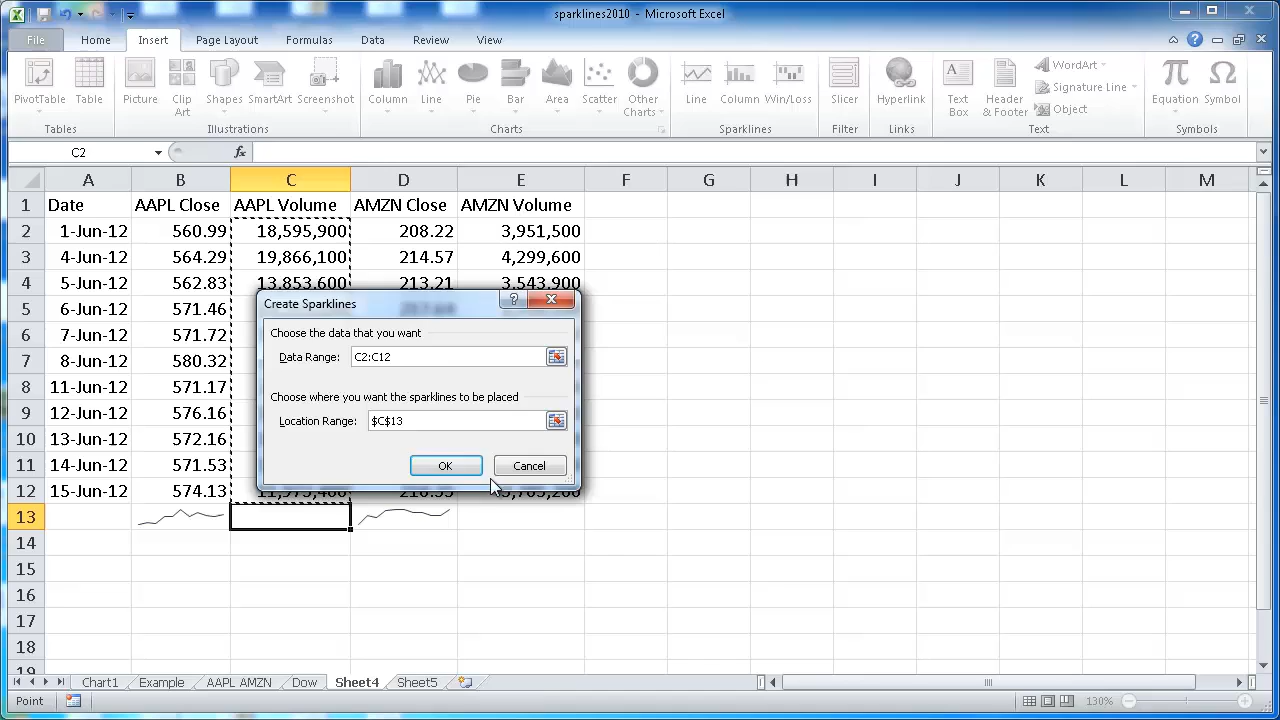 sparklines2010 - Microsoft Excel
File Home Insert Page Layout Formulas Data Review View
PivotTable Table Picture Clip Art Shapes SmartArt Screenshot Column Line Pie Bar Area Scatter Other Charts Line Column Win/Loss Slicer Hyperlink Text Box Header & Footer WordArt Signature Line Object Equation Symbol
Tables Illustrations Charts Sparklines Filter Links Text Symbols
C2 fx
A B C D E F G H I J K L M
1 Date AAPL Close AAPL Volume AMZN Close AMZN Volume
2 1-Jun-12 560.99 18,595,900 208.22 3,951,500
3 4-Jun-12 564.29 19,866,100 214.57 4,299,600
4 5-Jun-12 562.83 13,853,600 213.21 3,543,900
5 6-Jun-12 571.46
6 7-Jun-12 571.72
7 8-Jun-12 580.32
8 11-Jun-12 571.17
9 12-Jun-12 576.16
10 13-Jun-12 572.16
11 14-Jun-12 571.53
12 15-Jun-12 574.13
13
14
15
16
17
18
19
Create Sparklines
Choose the data that you want
Data Range: C2:C12
Choose where you want the sparklines to be placed
Location Range: $C$13
OK Cancel
Chart1 Example AAPL AMZN Dow Sheet4 Sheet5
Point 130%